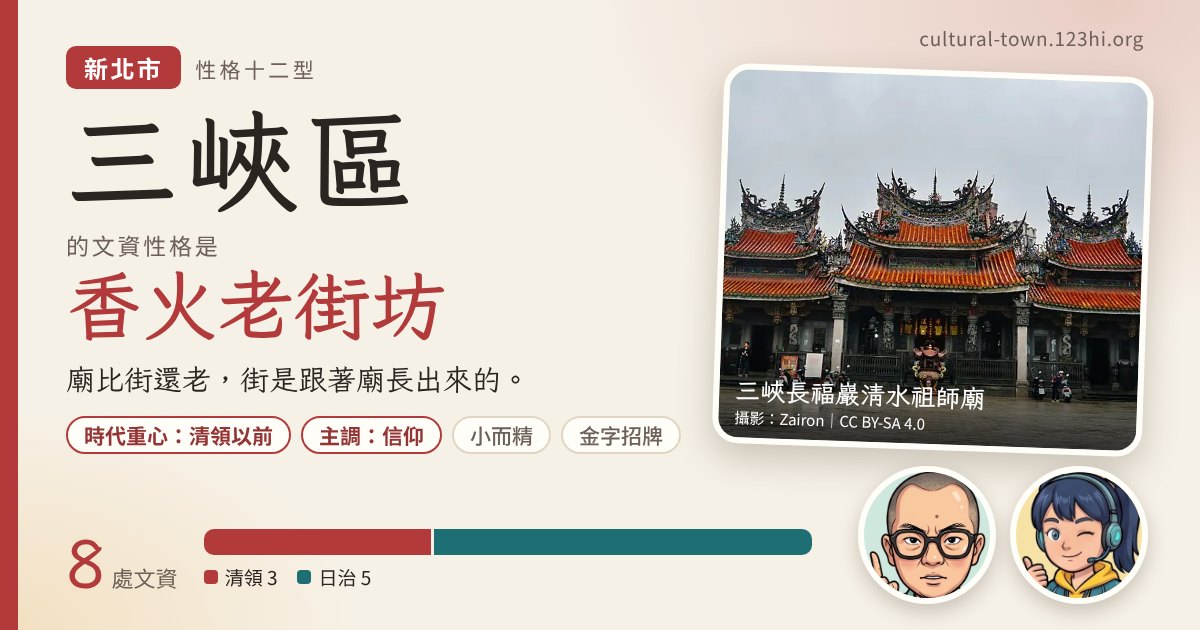 cultural-town.123hi.org
新北市 性格十二型
三峽區
的文資性格是
香火老街坊
廟比街還老，街是跟著廟長出來的。
時代重心：清領以前 主調：信仰 小而精 金字招牌
三峽長福巖清水祖師廟
攝影：Zairon｜CC BY-SA 4.0
8 處文資
清領 3 日治 5